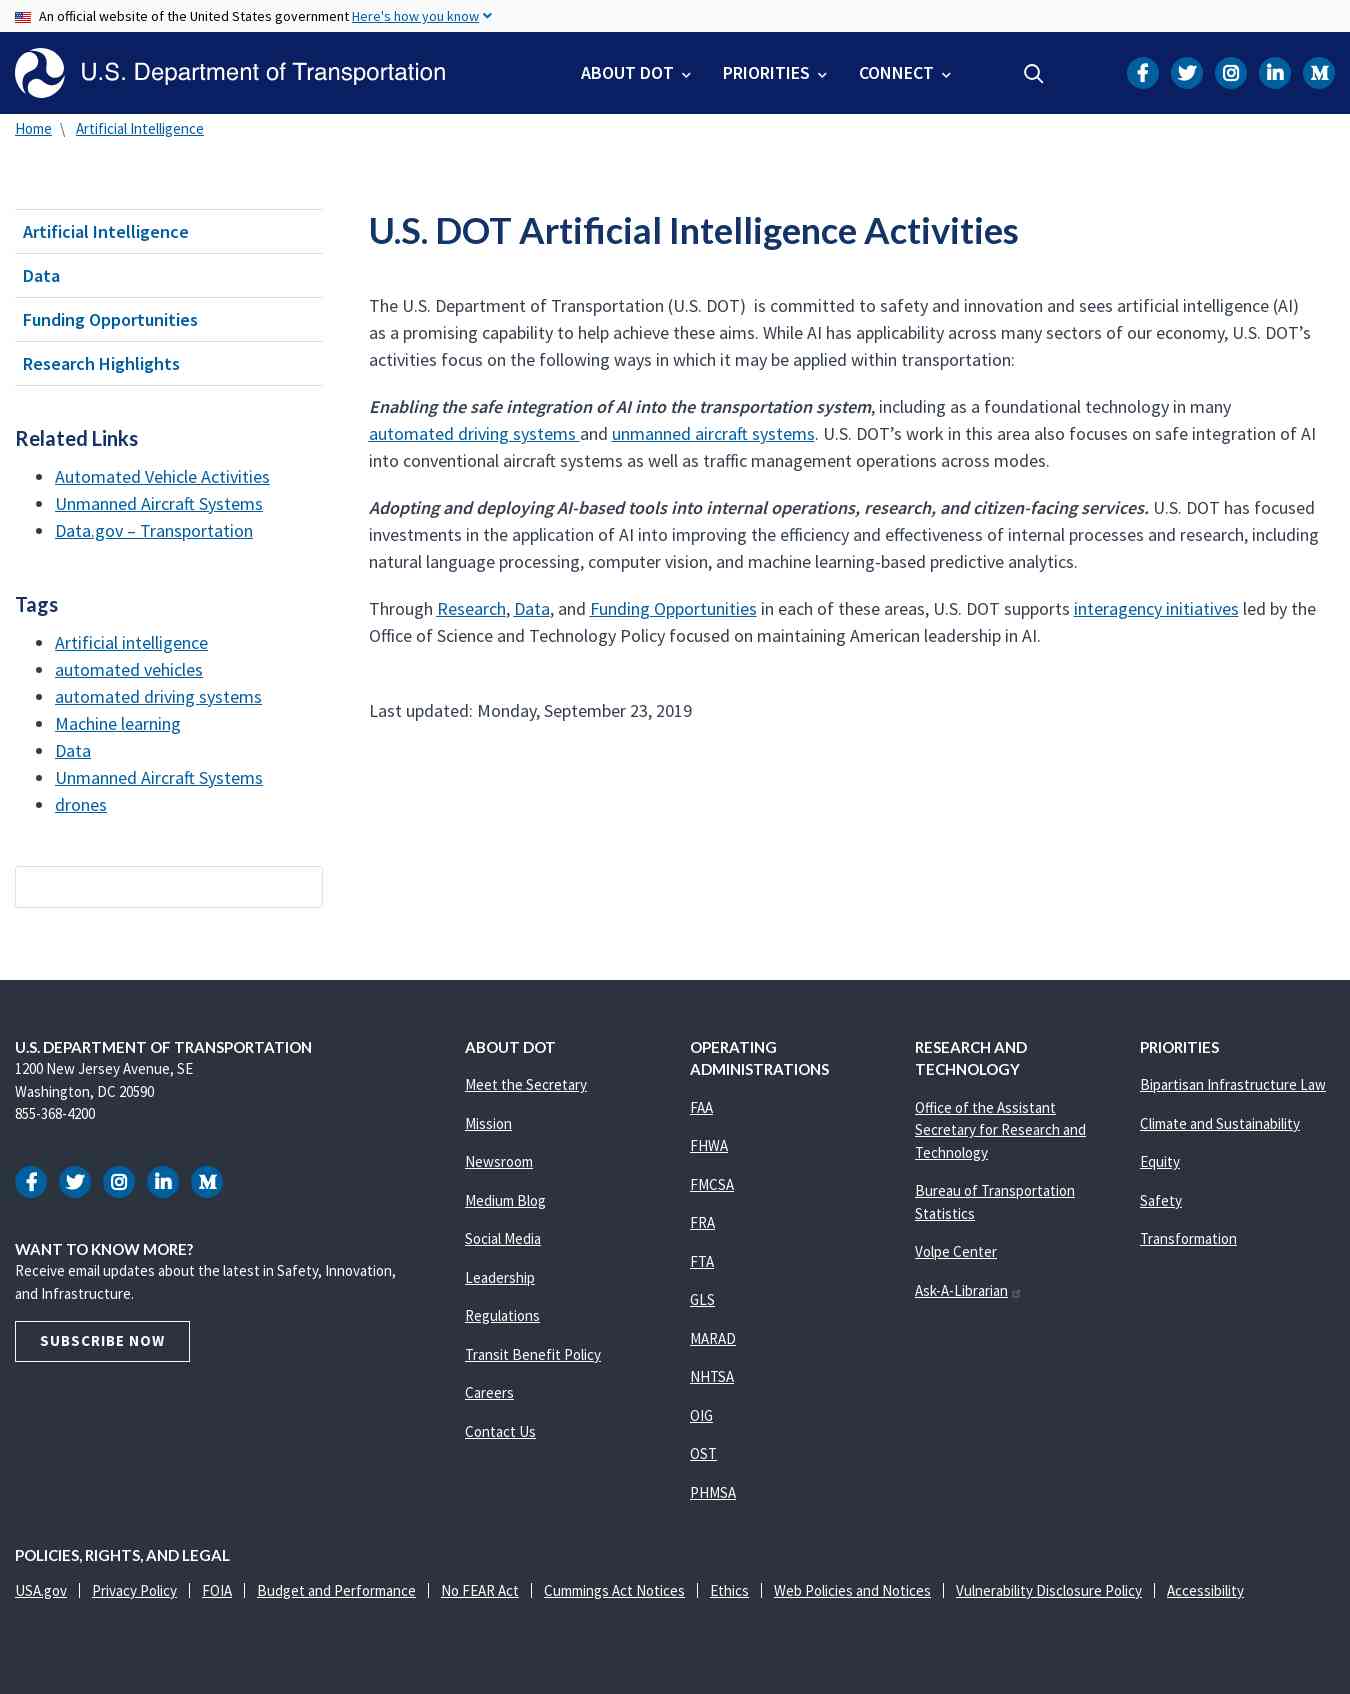 An official website of the United States government Here's how you know
U.S. Department of Transportation
ABOUT DOT PRIORITIES CONNECT
Home \ Artificial Intelligence
Artificial Intelligence
Data
Funding Opportunities
Research Highlights
Related Links
Automated Vehicle Activities
Unmanned Aircraft Systems
Data.gov – Transportation
Tags
Artificial intelligence
automated vehicles
automated driving systems
Machine learning
Data
Unmanned Aircraft Systems
drones
U.S. DOT Artificial Intelligence Activities
The U.S. Department of Transportation (U.S. DOT)  is committed to safety and innovation and sees artificial intelligence (AI)
as a promising capability to help achieve these aims. While AI has applicability across many sectors of our economy, U.S. DOT’s
activities focus on the following ways in which it may be applied within transportation:
Enabling the safe integration of AI into the transportation system, including as a foundational technology in many
automated driving systems and unmanned aircraft systems. U.S. DOT’s work in this area also focuses on safe integration of AI
into conventional aircraft systems as well as traffic management operations across modes.
Adopting and deploying AI-based tools into internal operations, research, and citizen-facing services. U.S. DOT has focused
investments in the application of AI into improving the efficiency and effectiveness of internal processes and research, including
natural language processing, computer vision, and machine learning-based predictive analytics.
Through Research, Data, and Funding Opportunities in each of these areas, U.S. DOT supports interagency initiatives led by the
Office of Science and Technology Policy focused on maintaining American leadership in AI.
Last updated: Monday, September 23, 2019
U.S. DEPARTMENT OF TRANSPORTATION
1200 New Jersey Avenue, SE
Washington, DC 20590
855-368-4200
WANT TO KNOW MORE?
Receive email updates about the latest in Safety, Innovation,
and Infrastructure.
SUBSCRIBE NOW
ABOUT DOT
Meet the Secretary
Mission
Newsroom
Medium Blog
Social Media
Leadership
Regulations
Transit Benefit Policy
Careers
Contact Us
OPERATING
ADMINISTRATIONS
FAA
FHWA
FMCSA
FRA
FTA
GLS
MARAD
NHTSA
OIG
OST
PHMSA
RESEARCH AND
TECHNOLOGY
Office of the Assistant
Secretary for Research and
Technology
Bureau of Transportation
Statistics
Volpe Center
Ask-A-Librarian
PRIORITIES
Bipartisan Infrastructure Law
Climate and Sustainability
Equity
Safety
Transformation
POLICIES, RIGHTS, AND LEGAL
USA.gov Privacy Policy FOIA Budget and Performance No FEAR Act Cummings Act Notices Ethics Web Policies and Notices Vulnerability Disclosure Policy Accessibility